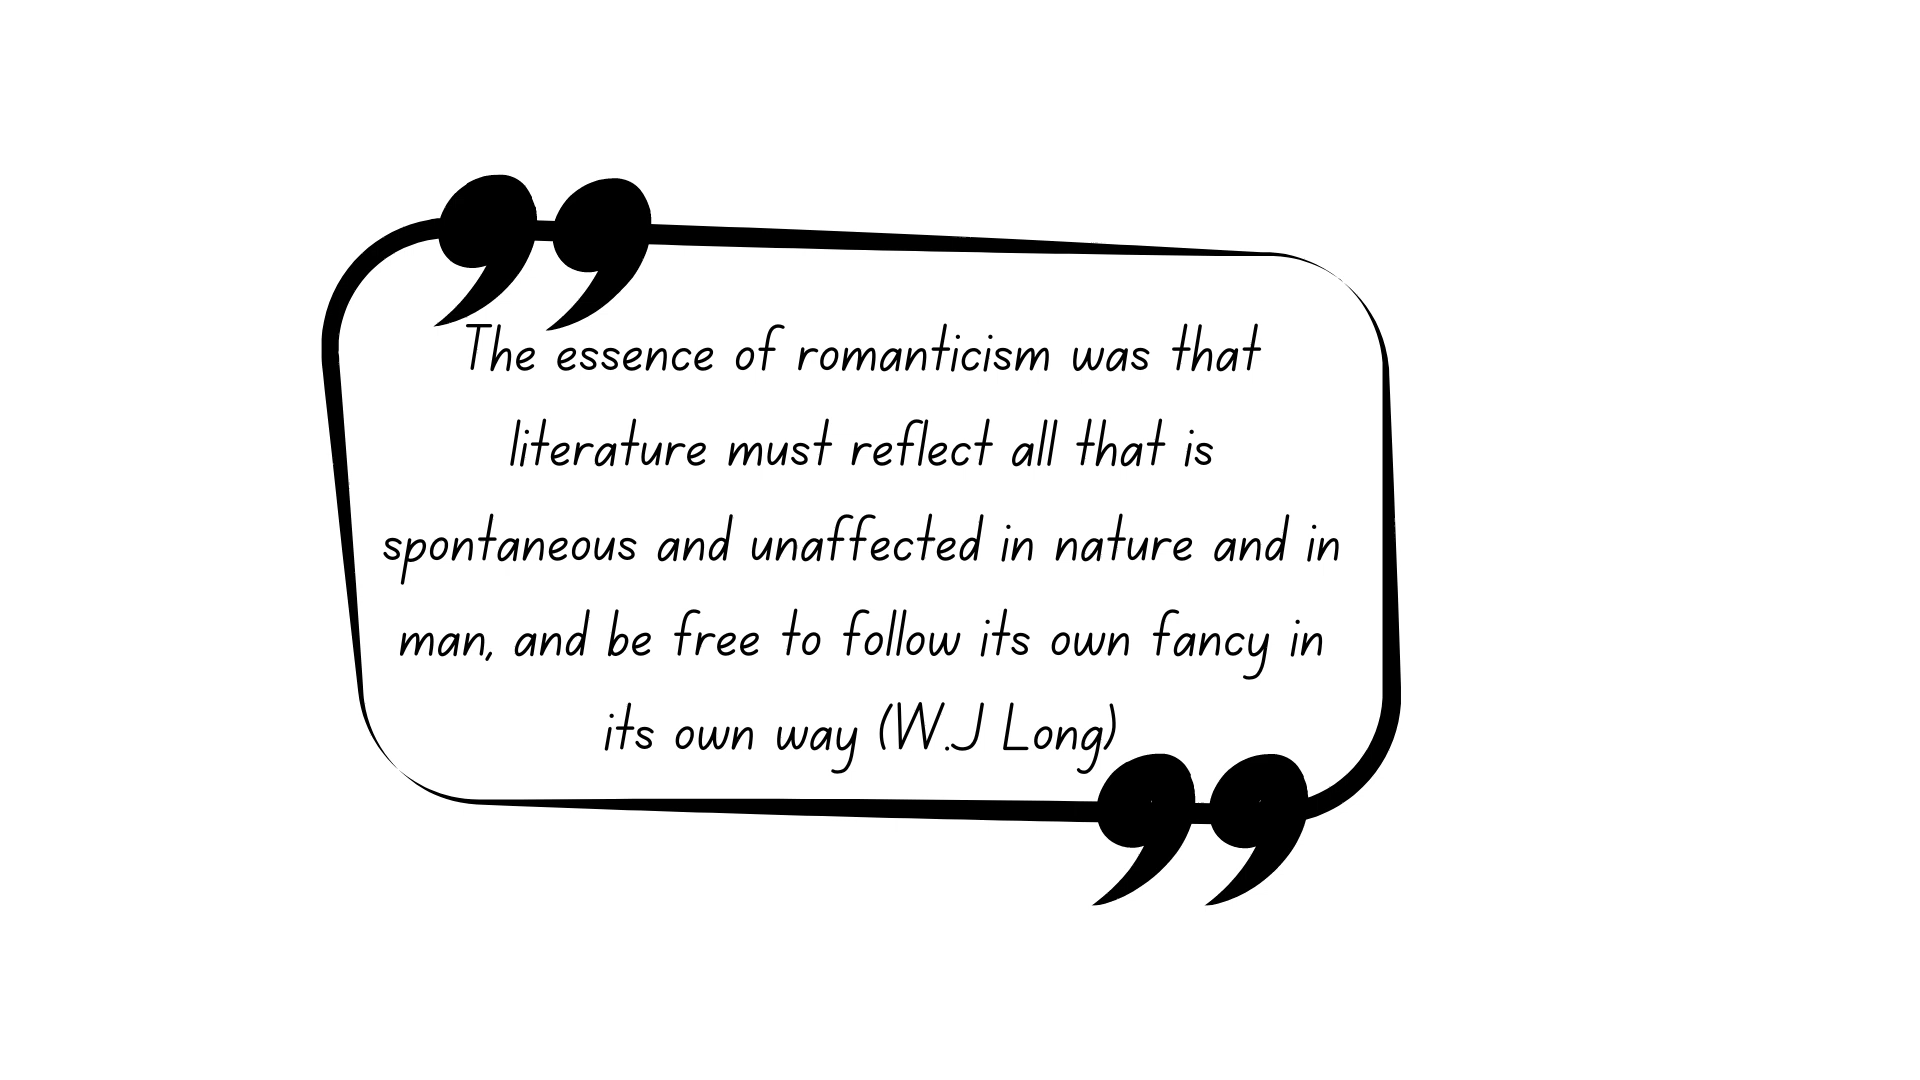 The essence of romanticism was that
literature must reflect all that is
spontaneous and unaffected in nature and in
man, and be free to follow its own fancy in
its own way (W.J Long)